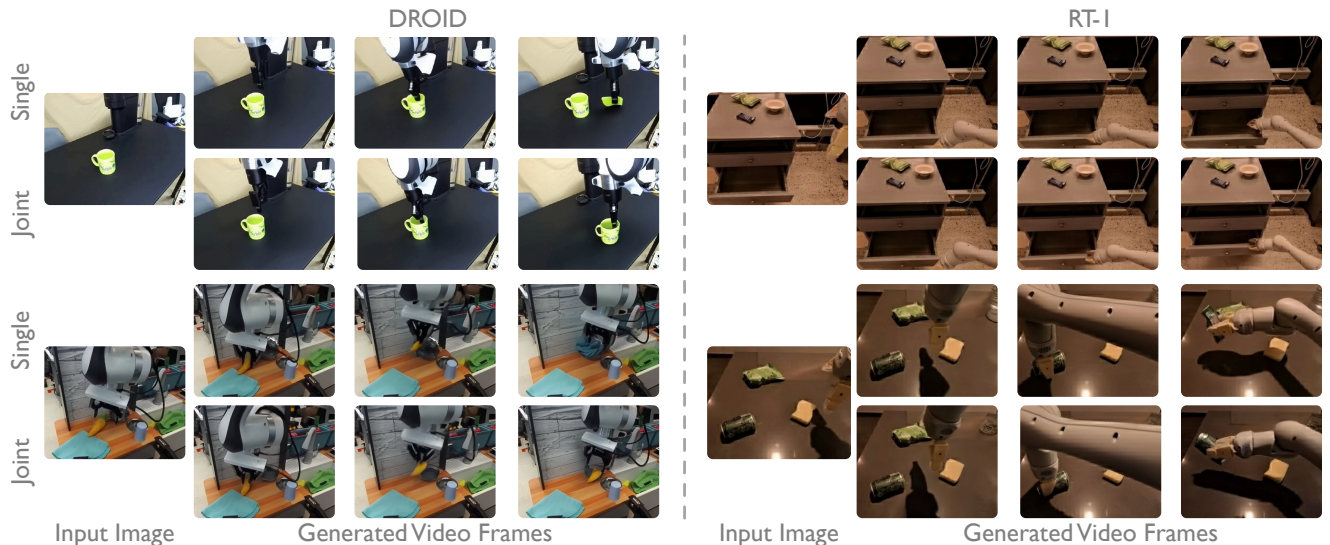 DROID
RT-1
Single
Joint
Single
Joint
Input Image
Generated Video Frames
Input Image
Generated Video Frames